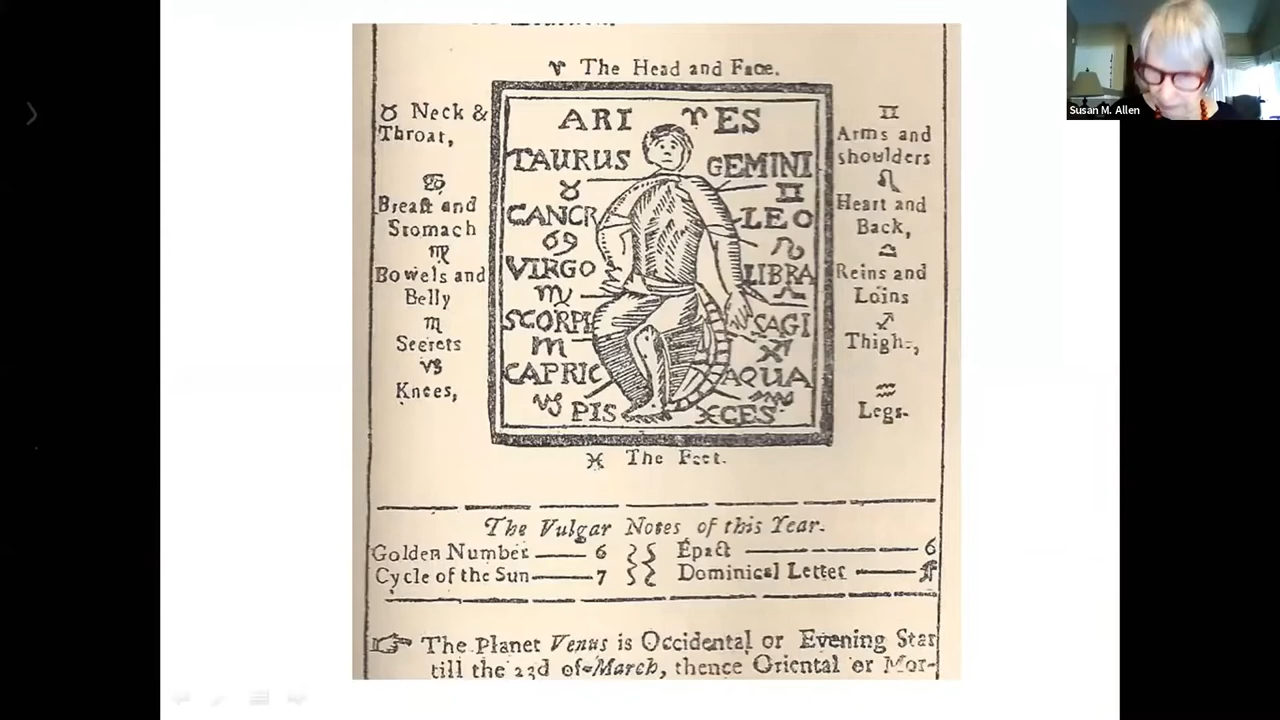 ♈ The Head and Face.
♉ Neck &
Throat,
♋
Breast and
Stomach
♍
Bowels and
Belly
♏
Secrets
♑
Knees,
ARI ♈ ES
TAURUS GEMINI
♉ ♊
CANCR LEO
♋ ♌
VIRGO LIBRA
♍ ♎
SCORPI SAGI
♏ ♐
CAPRIC AQUA
♑ ♒
PIS ♓ CES
♊
Arms and
shoulders
♌
Heart and
Back,
♎
Reins and
Loins
♐
Thighs,
♒
Legs.
♓ The Feet.
The Vulgar Notes of this Year.
Golden Number — 6 Epact — 6
Cycle of the Sun — 7 Dominical Letter —
☞ The Planet Venus is Occidental or Evening Star
till the 23d of March, thence Oriental or Mor-
Susan M. Allen